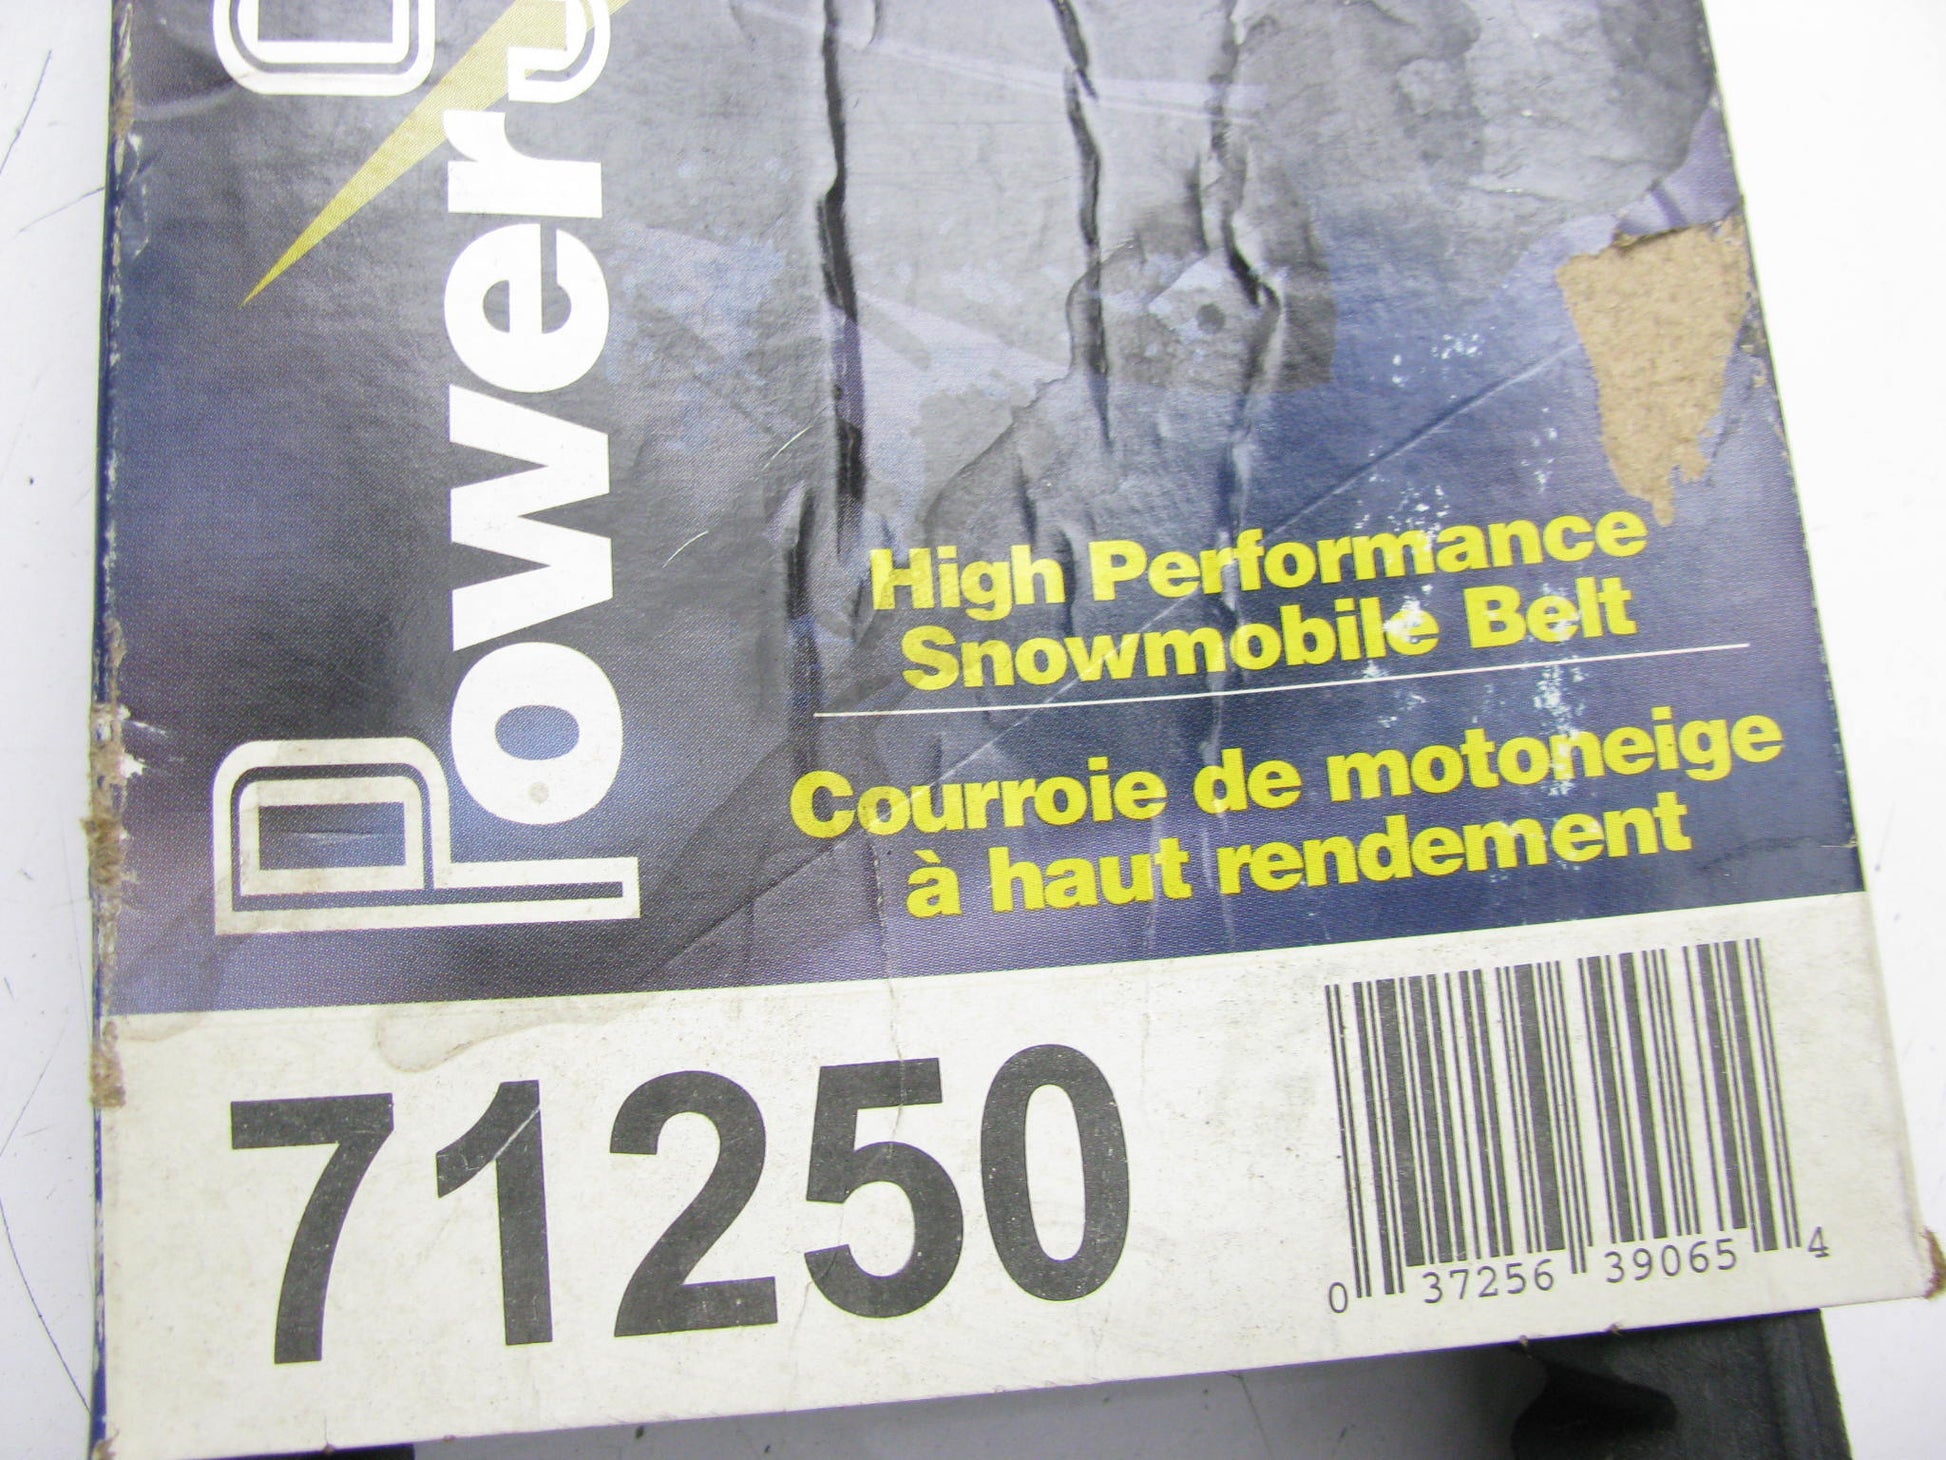 Power
High Performance
Snowmobile Belt
Courroie de motoneige
à haut rendement
71250
0 37256 39065 4